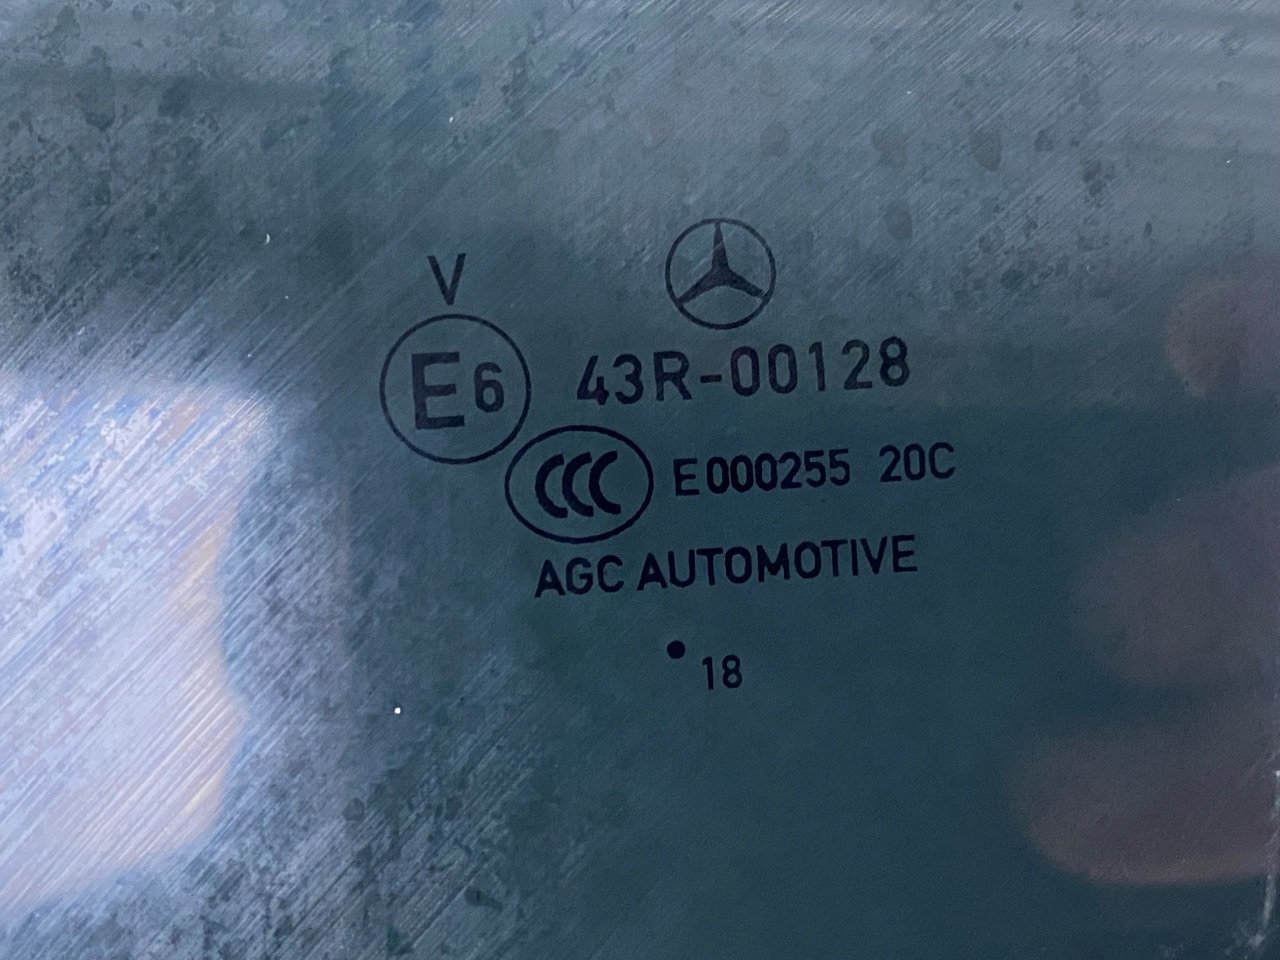 V
E6 43R-00128
CCC E000255 20C
AGC AUTOMOTIVE
• 18